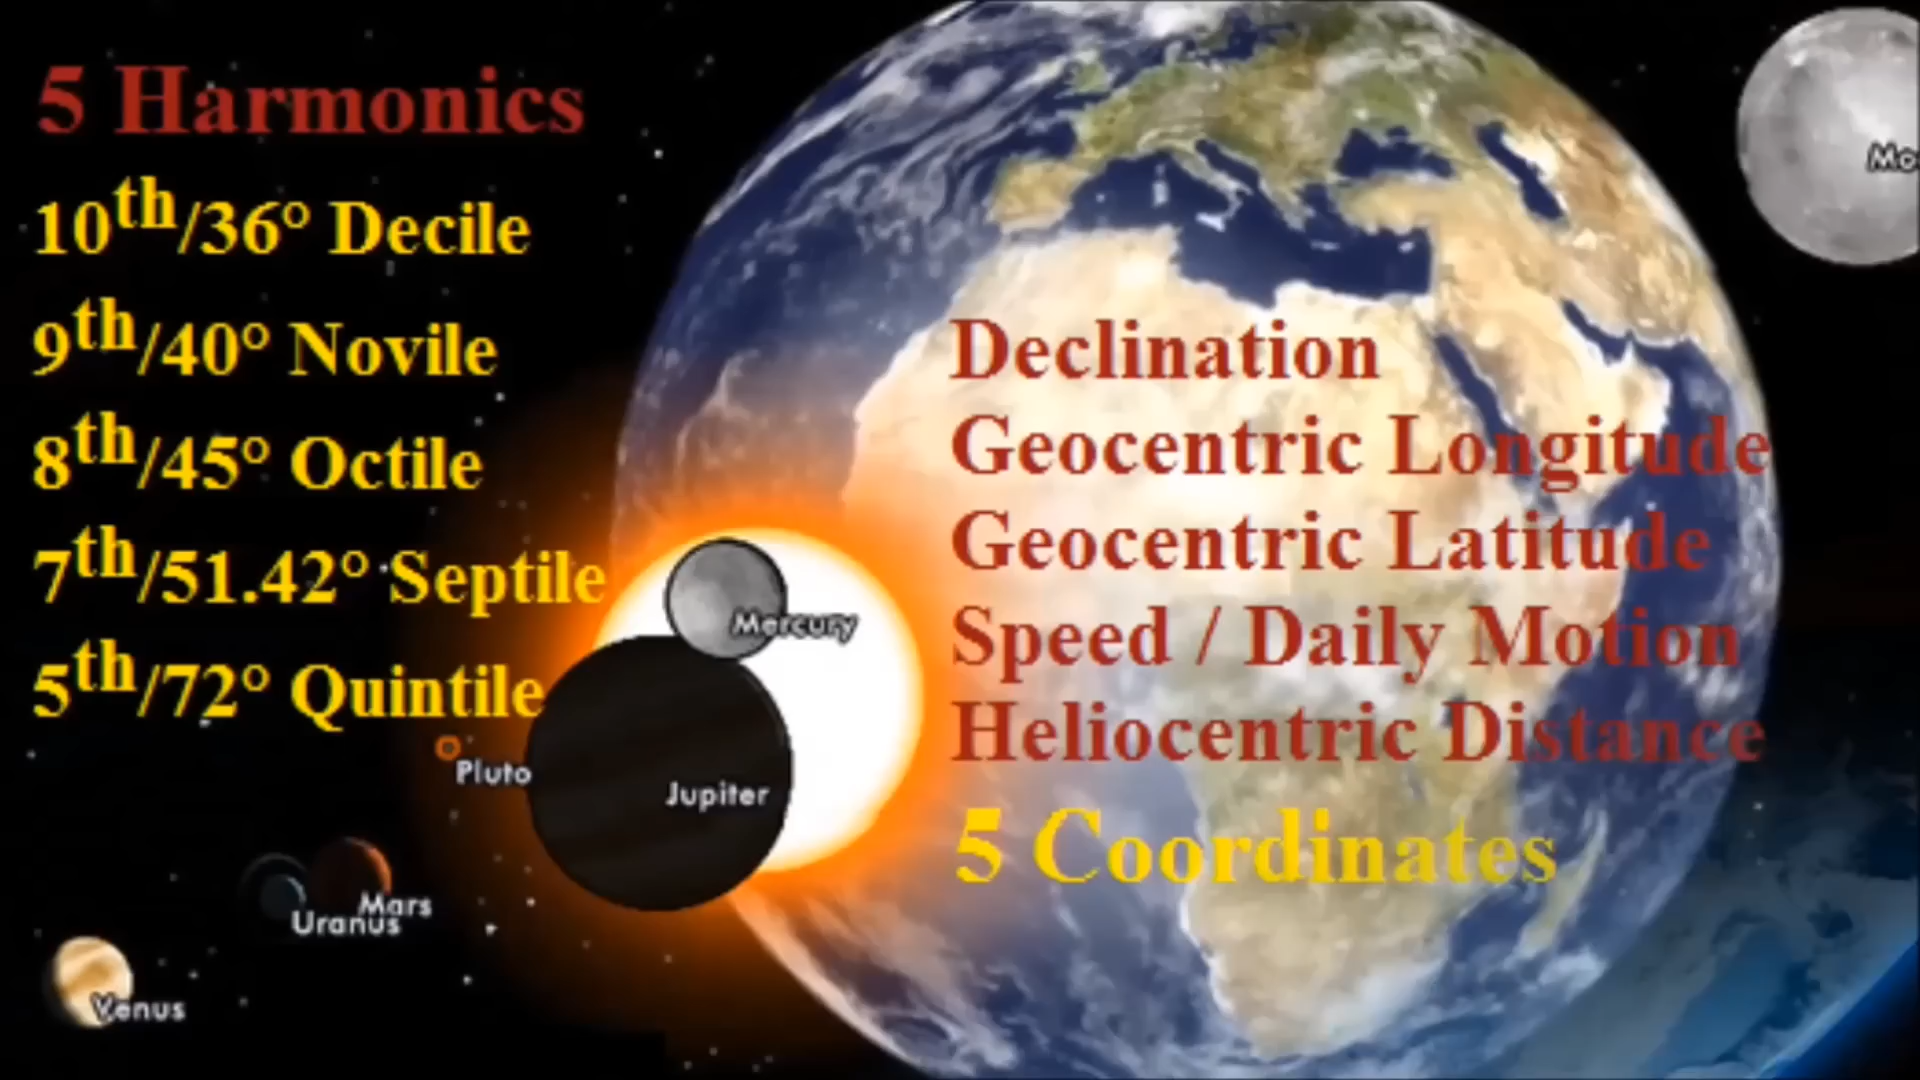 5 Harmonics
10th/36° Decile
9th/40° Novile
8th/45° Octile
7th/51.42° Septile
5th/72° Quintile
Declination
Geocentric Longitude
Geocentric Latitude
Speed / Daily Motion
Heliocentric Distance
5 Coordinates
Mo
Mercury
Pluto
Jupiter
Mars
Uranus
Venus